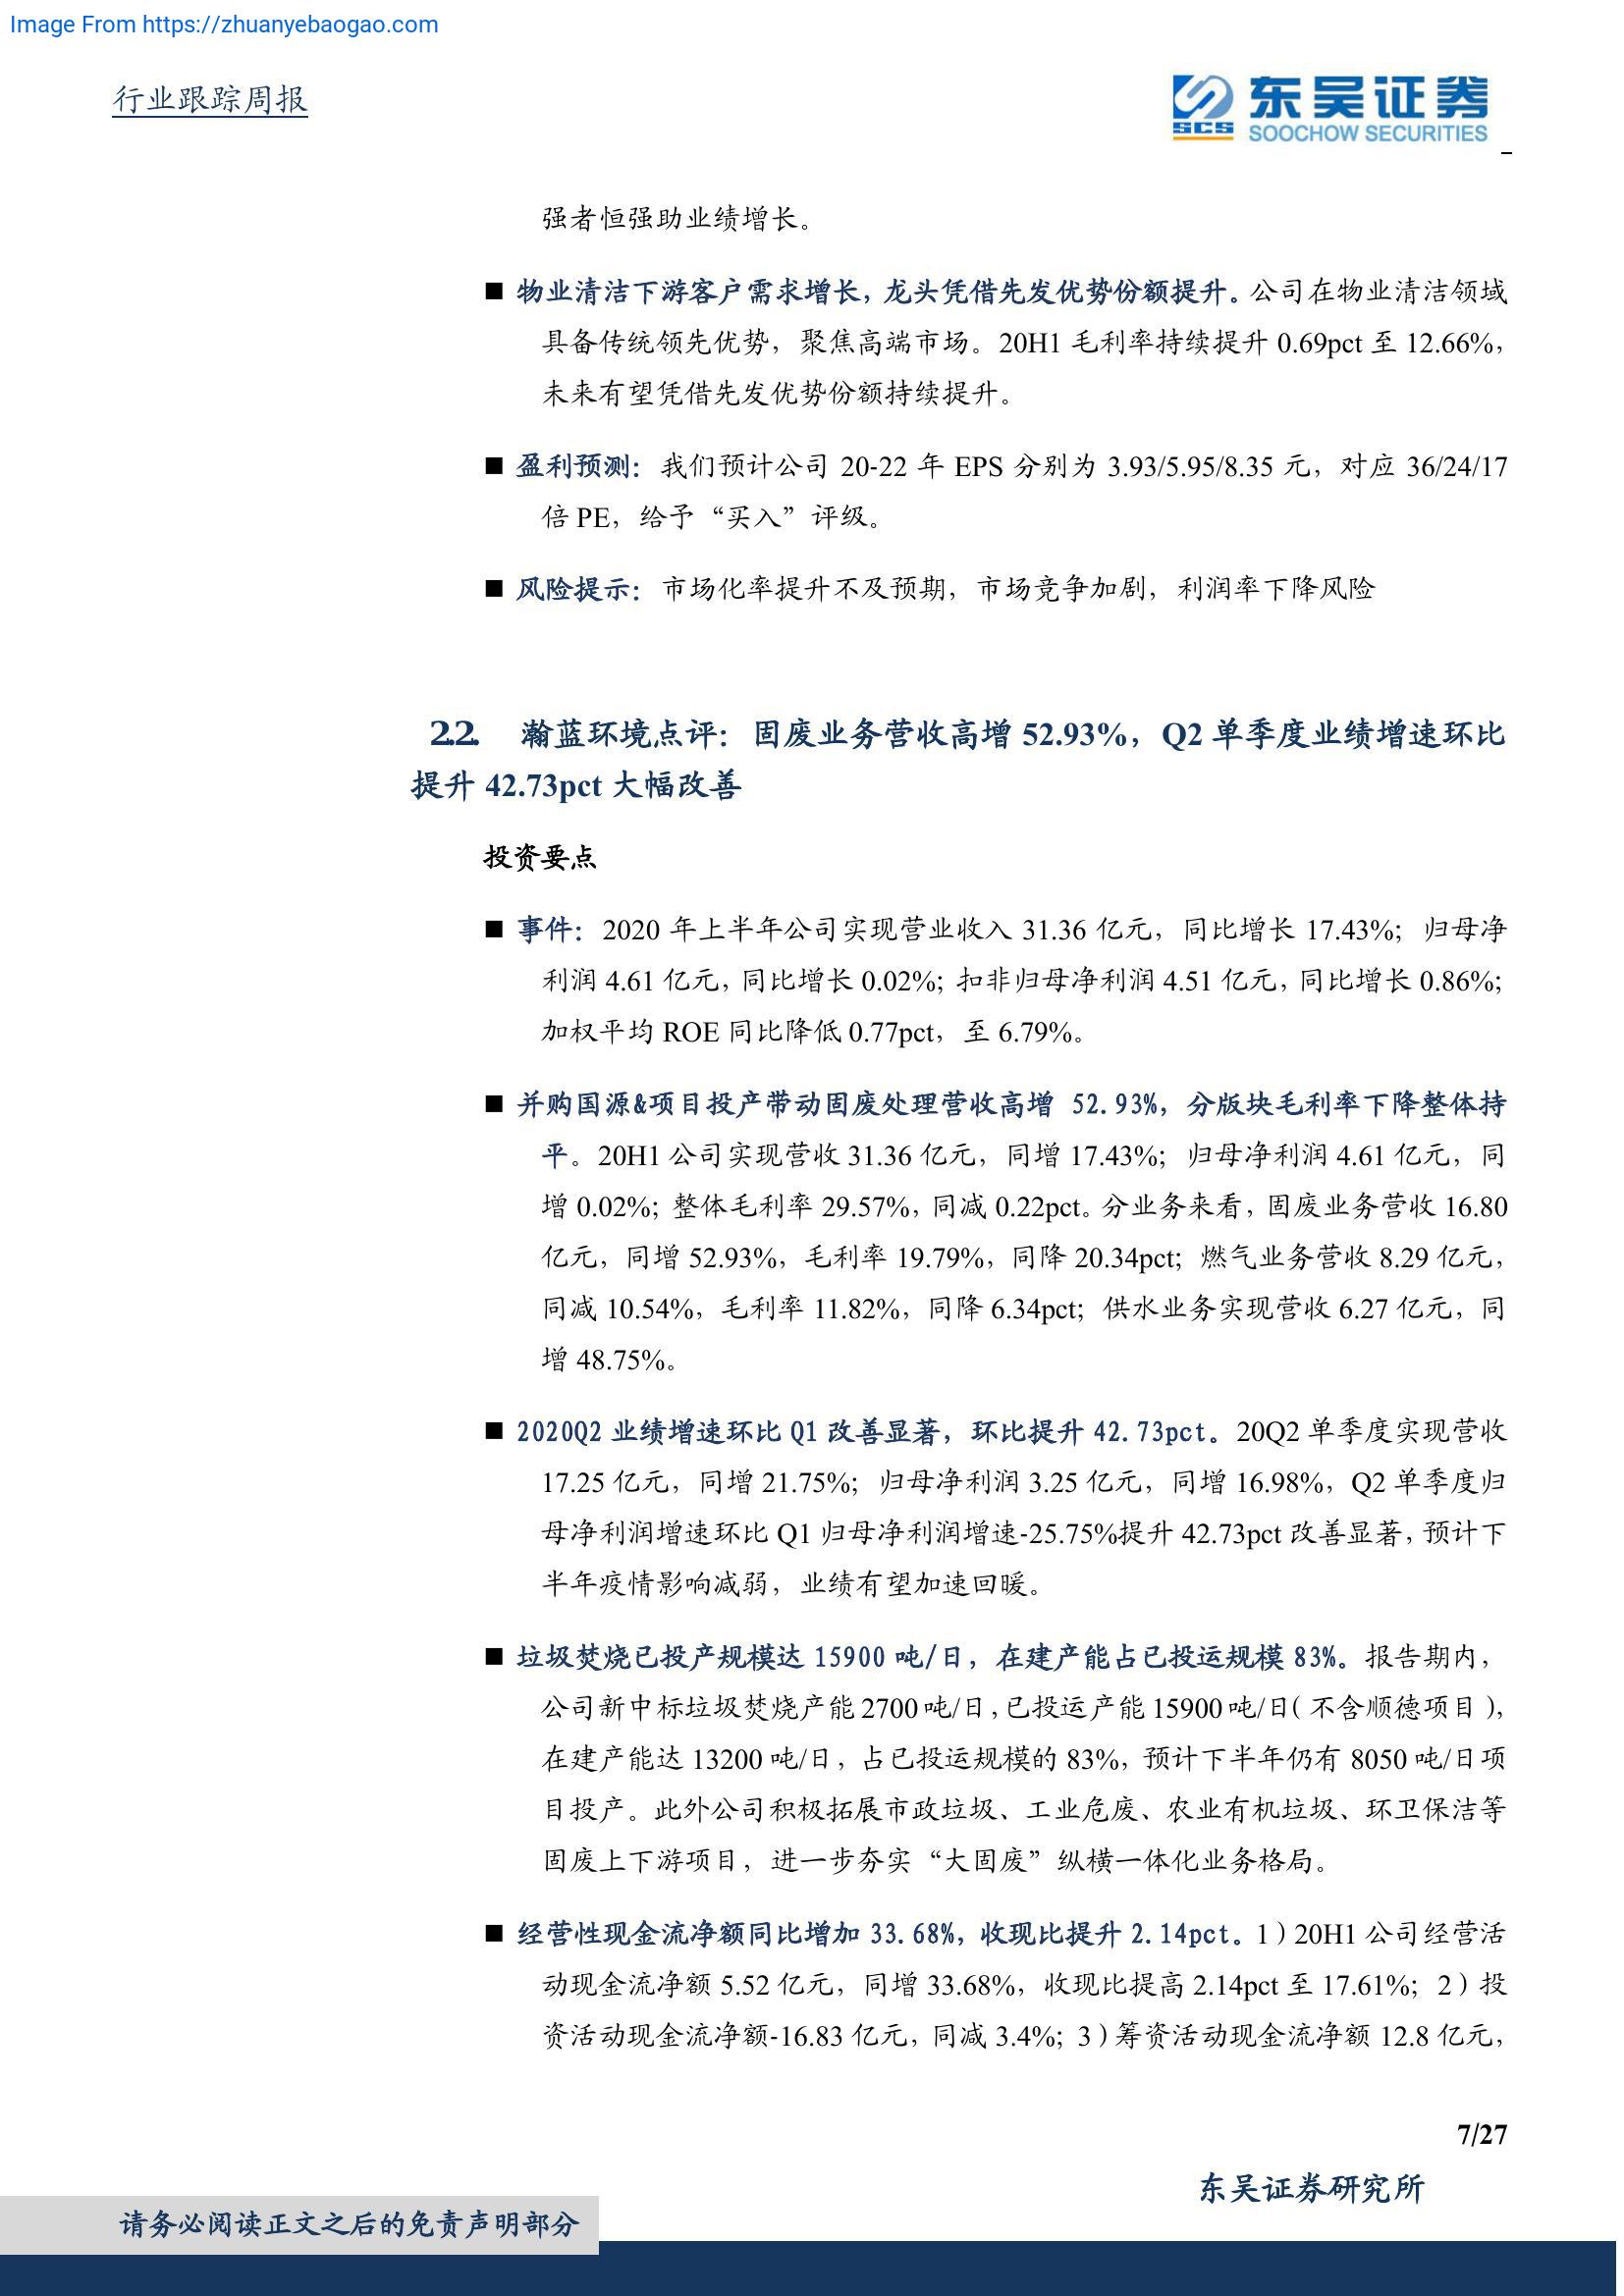 Image From https://zhuanyebaogao.com
行业跟踪周报
东吴证券
SCS
SOOCHOW SECURITIES
强者恒强助业绩增长。
■ 物业清洁下游客户需求增长，龙头凭借先发优势份额提升。公司在物业清洁领域
具备传统领先优势，聚焦高端市场。20H1 毛利率持续提升 0.69pct 至 12.66%，
未来有望凭借先发优势份额持续提升。
■ 盈利预测：我们预计公司 20-22 年 EPS 分别为 3.93/5.95/8.35 元，对应 36/24/17
倍 PE，给予“买入”评级。
■ 风险提示：市场化率提升不及预期，市场竞争加剧，利润率下降风险
2.2. 瀚蓝环境点评：固废业务营收高增 52.93%，Q2 单季度业绩增速环比
提升 42.73pct 大幅改善
投资要点
■ 事件：2020 年上半年公司实现营业收入 31.36 亿元，同比增长 17.43%；归母净
利润 4.61 亿元，同比增长 0.02%；扣非归母净利润 4.51 亿元，同比增长 0.86%；
加权平均 ROE 同比降低 0.77pct，至 6.79%。
■ 并购国源&项目投产带动固废处理营收高增 52.93%，分版块毛利率下降整体持
平。20H1 公司实现营收 31.36 亿元，同增 17.43%；归母净利润 4.61 亿元，同
增 0.02%；整体毛利率 29.57%，同减 0.22pct。分业务来看，固废业务营收 16.80
亿元，同增 52.93%，毛利率 19.79%，同降 20.34pct；燃气业务营收 8.29 亿元，
同减 10.54%，毛利率 11.82%，同降 6.34pct；供水业务实现营收 6.27 亿元，同
增 48.75%。
■ 2020Q2 业绩增速环比 Q1 改善显著，环比提升 42.73pct。20Q2 单季度实现营收
17.25 亿元，同增 21.75%；归母净利润 3.25 亿元，同增 16.98%，Q2 单季度归
母净利润增速环比 Q1 归母净利润增速-25.75%提升 42.73pct 改善显著，预计下
半年疫情影响减弱，业绩有望加速回暖。
■ 垃圾焚烧已投产规模达 15900 吨/日，在建产能占已投运规模 83%。报告期内，
公司新中标垃圾焚烧产能 2700 吨/日，已投运产能 15900 吨/日（不含顺德项目），
在建产能达 13200 吨/日，占已投运规模的 83%，预计下半年仍有 8050 吨/日项
目投产。此外公司积极拓展市政垃圾、工业危废、农业有机垃圾、环卫保洁等
固废上下游项目，进一步夯实“大固废”纵横一体化业务格局。
■ 经营性现金流净额同比增加 33.68%，收现比提升 2.14pct。1）20H1 公司经营活
动现金流净额 5.52 亿元，同增 33.68%，收现比提高 2.14pct 至 17.61%；2）投
资活动现金流净额-16.83 亿元，同减 3.4%；3）筹资活动现金流净额 12.8 亿元，
7/27
东吴证券研究所
请务必阅读正文之后的免责声明部分